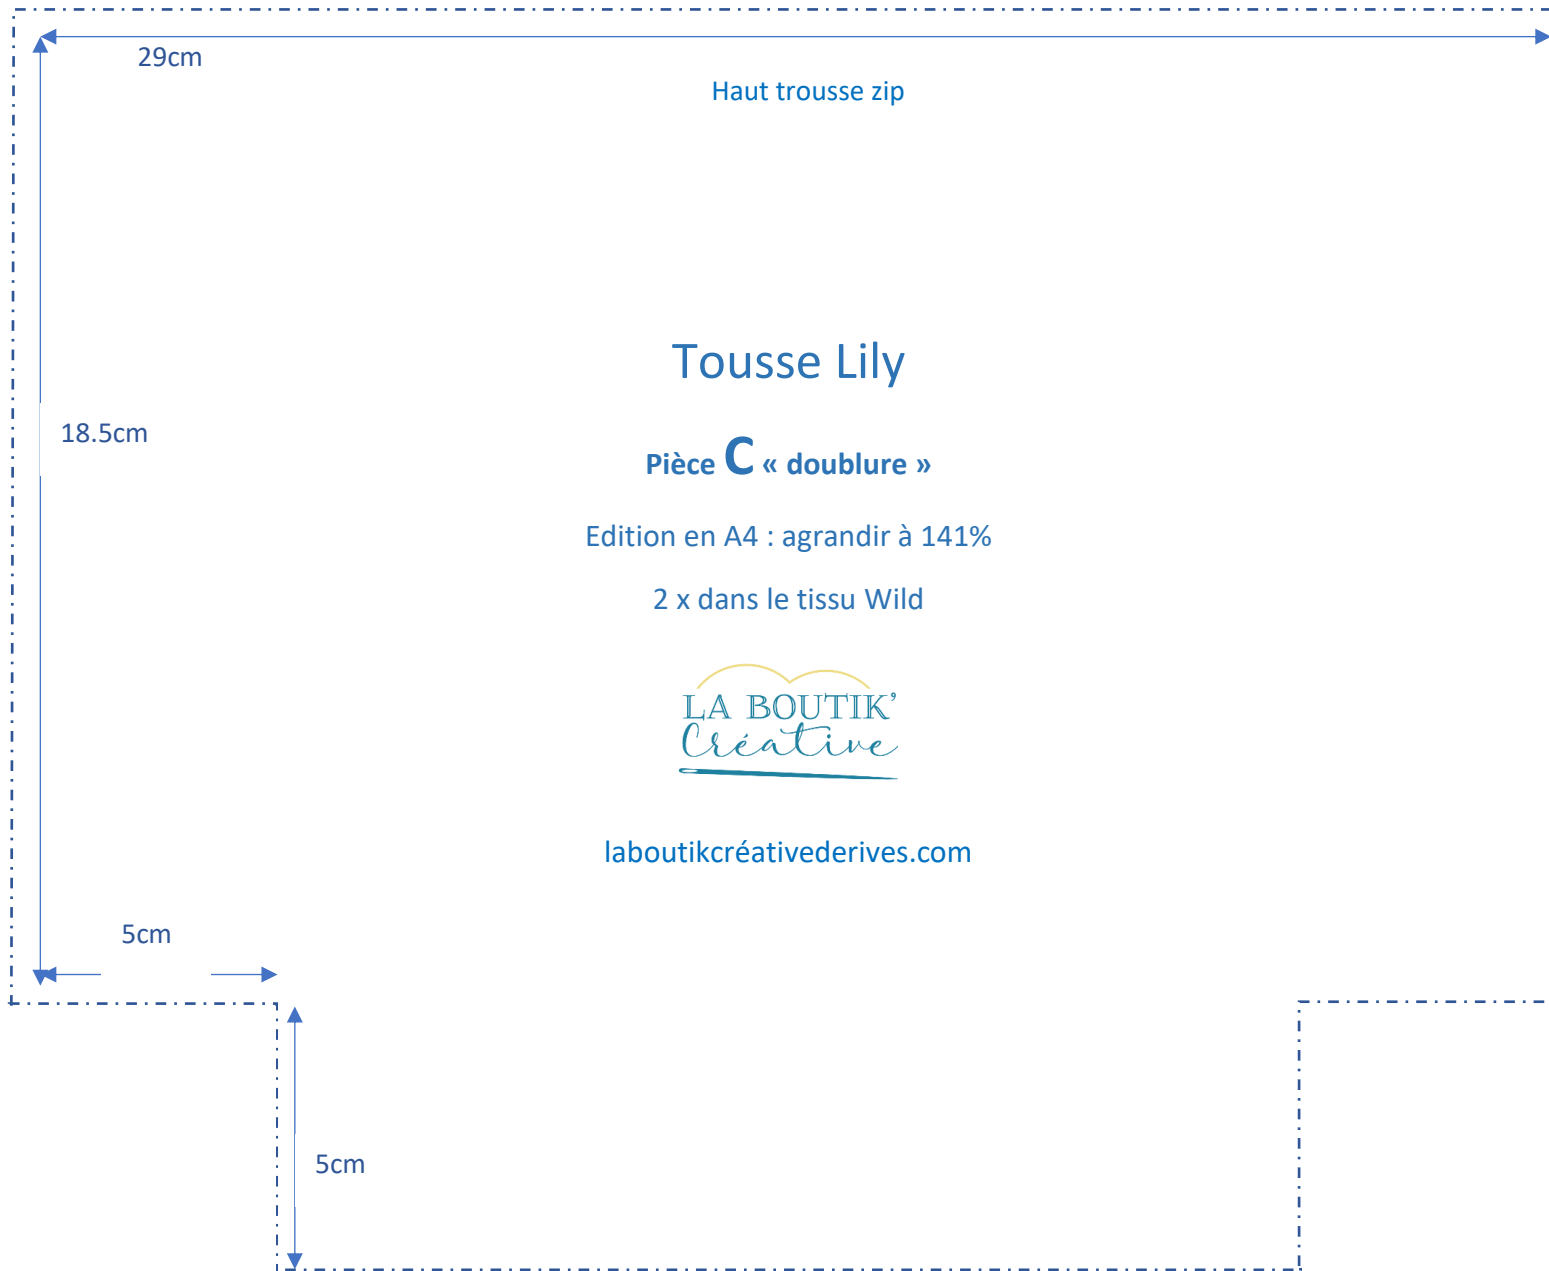 29cm
Haut trousse zip
Tousse Lily
18.5cm
Pièce C « doublure »
Edition en A4 : agrandir à 141%
2 x dans le tissu Wild
LA BOUTIK'
Créative
laboutikcréativederives.com
5cm
5cm